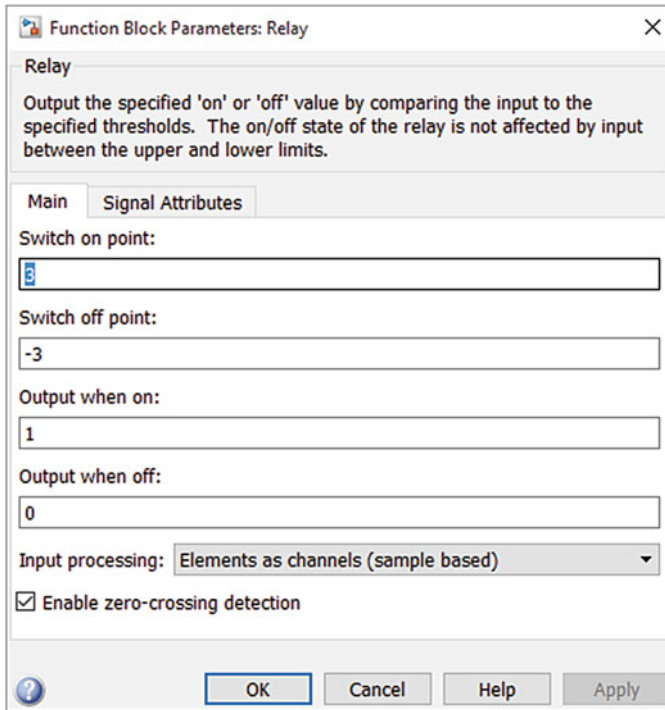 Function Block Parameters: Relay
Relay
Output the specified 'on' or 'off' value by comparing the input to the
specified thresholds. The on/off state of the relay is not affected by input
between the upper and lower limits.
Main Signal Attributes
Switch on point:
3
Switch off point:
-3
Output when on:
1
Output when off:
0
Input processing: Elements as channels (sample based)
Enable zero-crossing detection
OK Cancel Help Apply